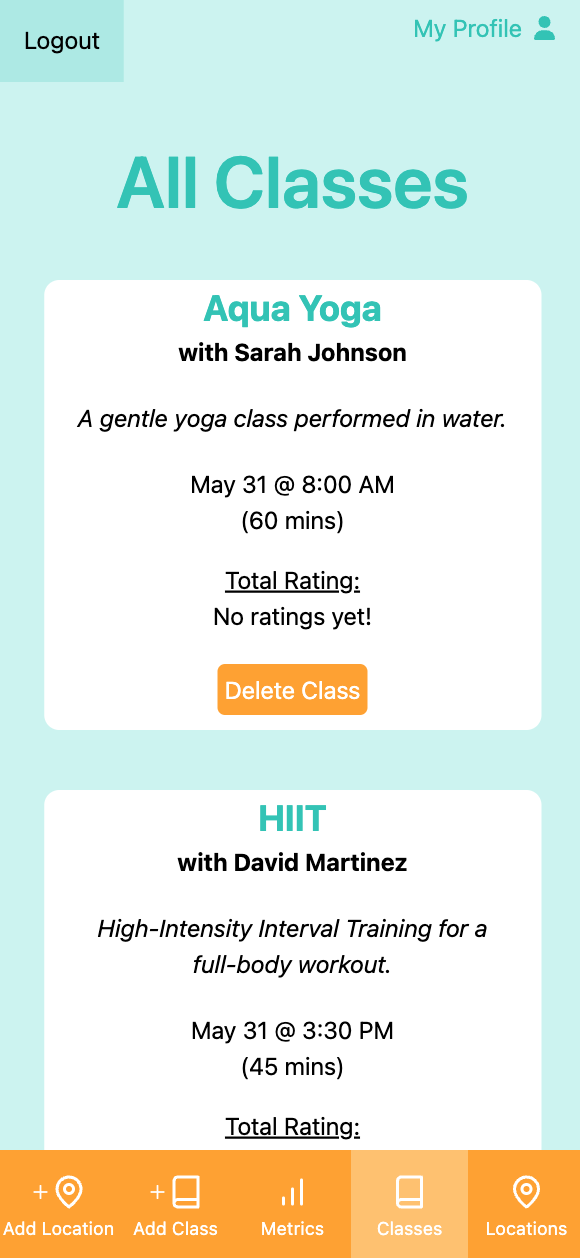 Logout
My Profile
All Classes
Aqua Yoga
with Sarah Johnson
A gentle yoga class performed in water.
May 31 @ 8:00 AM
(60 mins)
Total Rating:
No ratings yet!
Delete Class
HIIT
with David Martinez
High-Intensity Interval Training for a
full-body workout.
May 31 @ 3:30 PM
(45 mins)
Total Rating:
+ +
Add Location Add Class Metrics Classes Locations